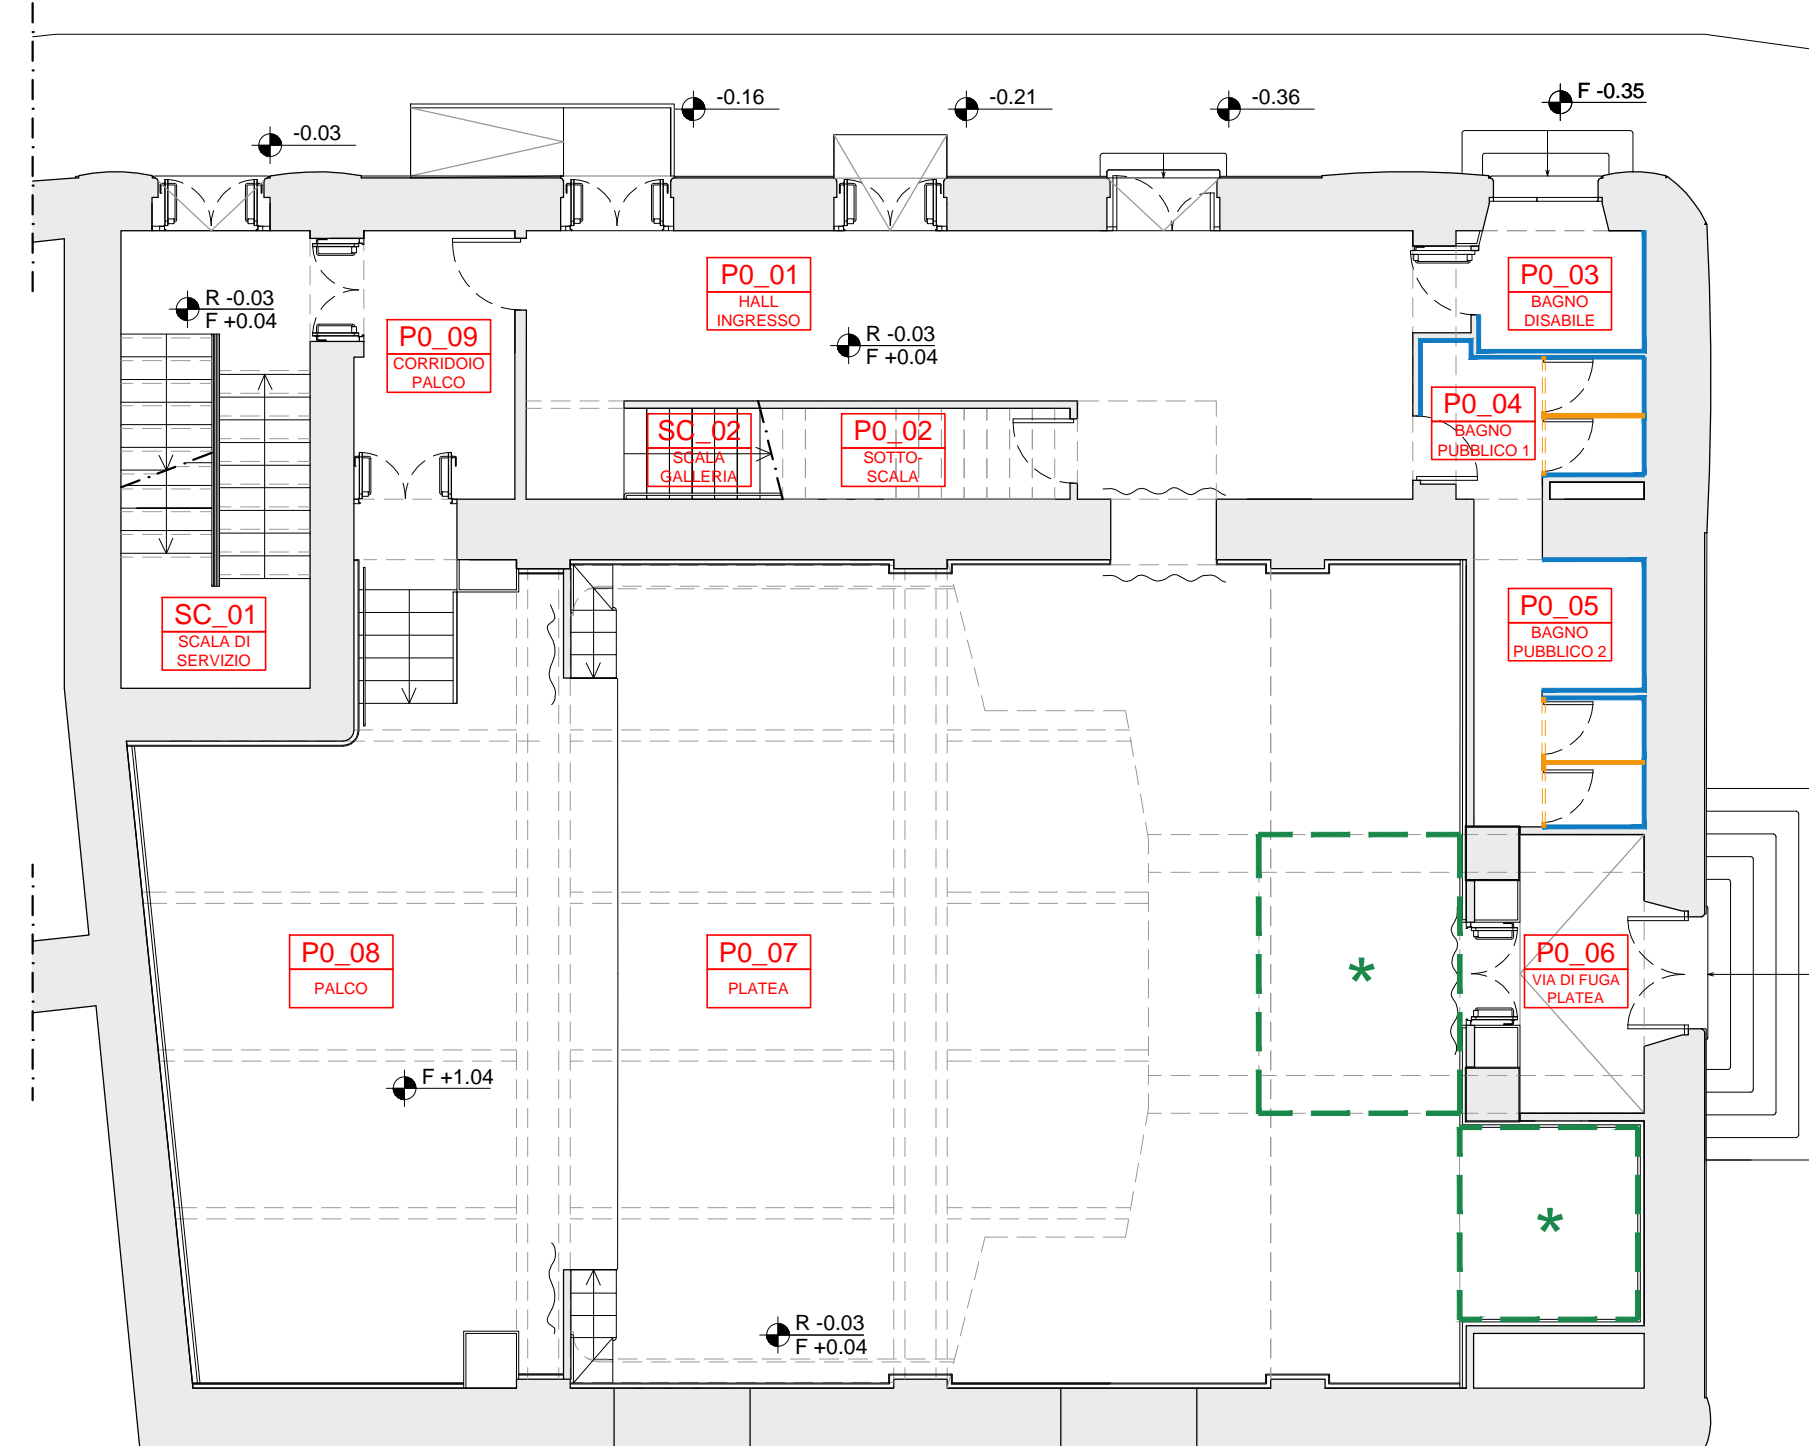 -0.16
-0.21
-0.36
F -0.35
-0.03
P0_01
HALL
INGRESSO
P0_03
BAGNO
DISABILE
R -0.03
F +0.04
P0_09
CORRIDOIO
PALCO
R -0.03
F +0.04
P0_04
BAGNO
PUBBLICO 1
SC_02
SCALA
GALLERIA
P0_02
SOTTO-
SCALA
SC_01
SCALA DI
SERVIZIO
P0_05
BAGNO
PUBBLICO 2
P0_08
PALCO
P0_07
PLATEA
*
P0_06
VIA DI FUGA
PLATEA
F +1.04
*
R -0.03
F +0.04